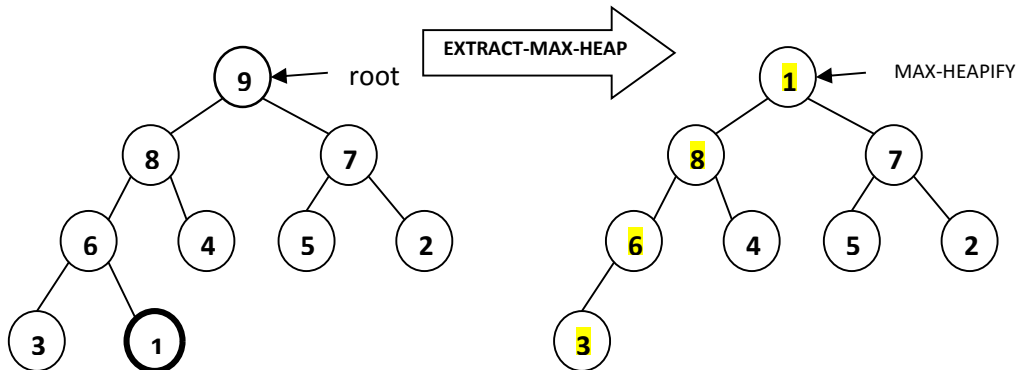 EXTRACT-MAX-HEAP
9 root 1 MAX-HEAPIFY
8 7 8 7
6 4 5 2 6 4 5 2
3 1 3